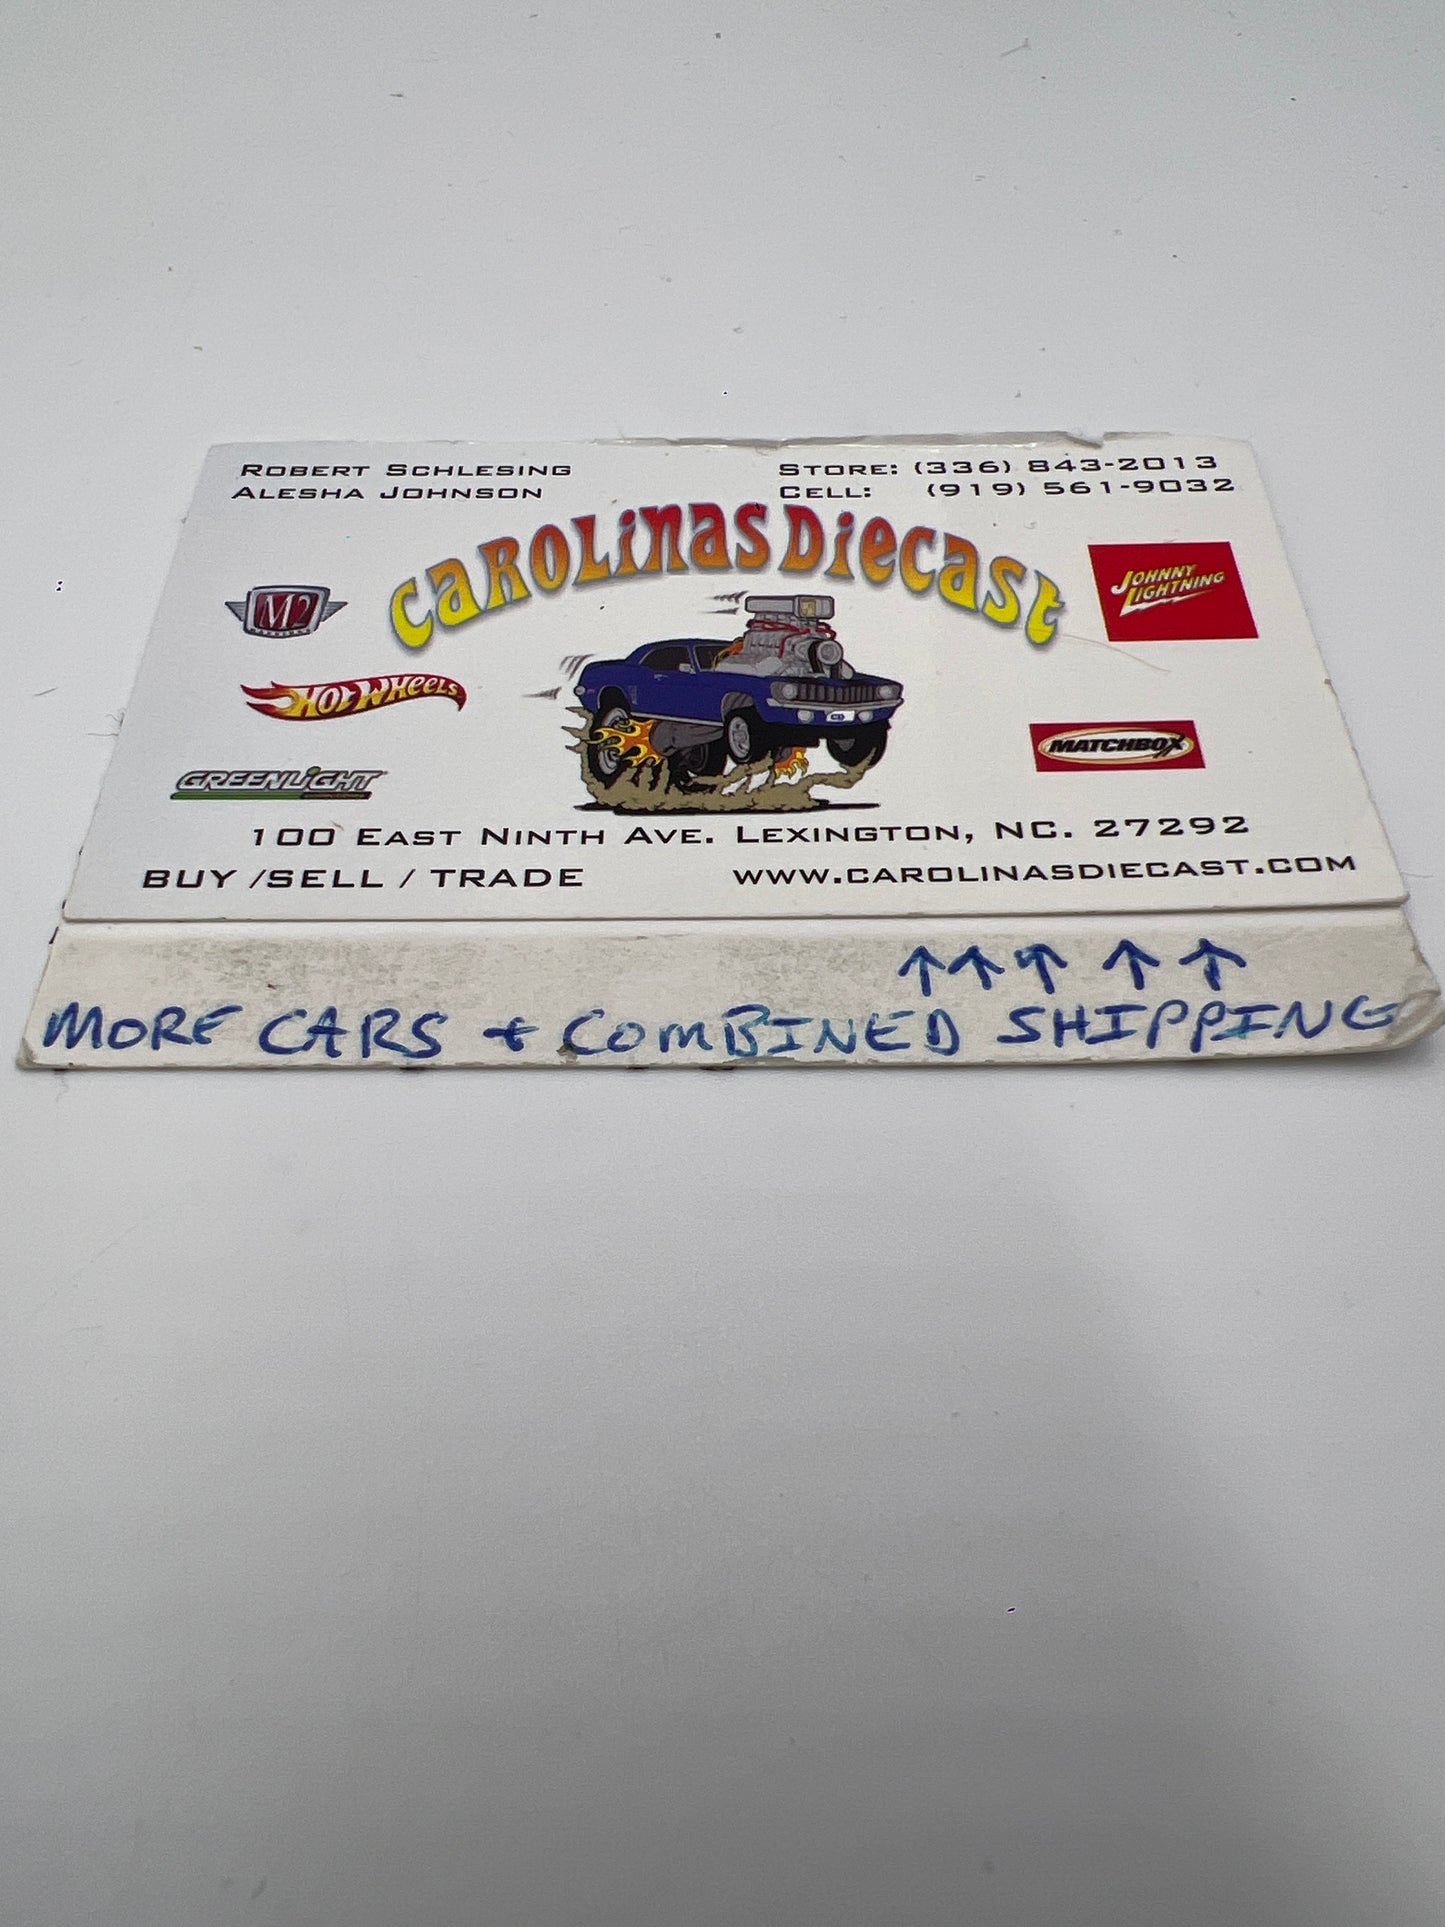 ROBERT SCHLESING
ALESHA JOHNSON
STORE: (336) 843-2013
CELL: (919) 561-9032
CAROLINAS DIECAST
M2
JOHNNY
LIGHTNING
HOT WHEELS
MATCHBOX
GREENLIGHT
100 EAST NINTH AVE. LEXINGTON, NC. 27292
BUY /SELL / TRADE
WWW.CAROLINASDIECAST.COM
↑↑↑↑↑
MORE CARS + COMBINED SHIPPING